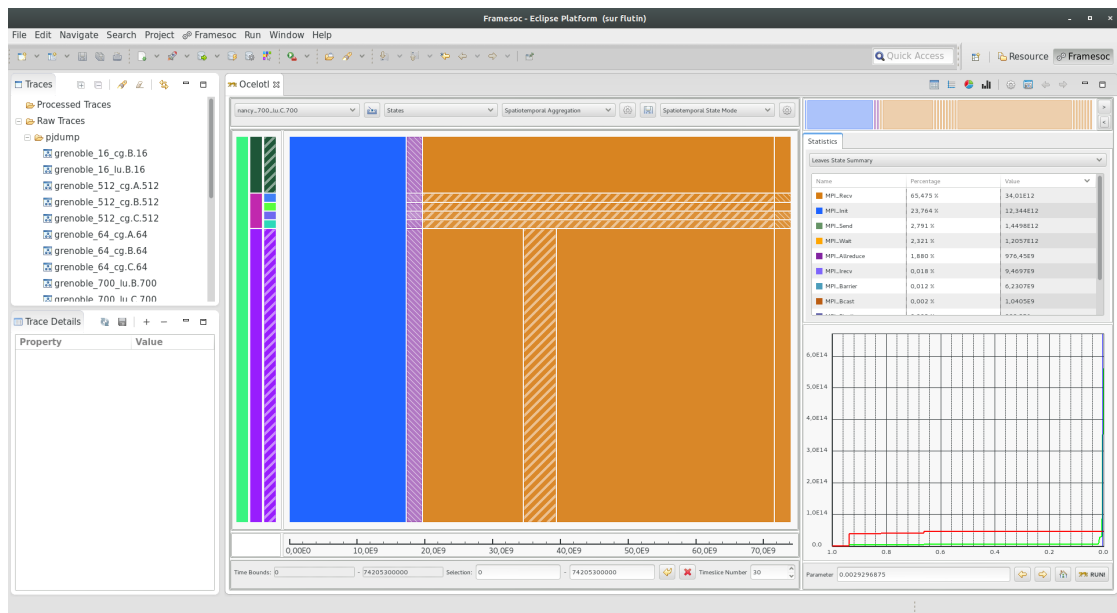 Framesoc - Eclipse Platform (sur flutin)
File Edit Navigate Search Project Framesoc Run Window Help
Quick Access
Resource
Framesoc
Traces
Processed Traces
Raw Traces
pjdump
grenoble_16_cg.B.16
grenoble_16_lu.B.16
grenoble_512_cg.A.512
grenoble_512_cg.B.512
grenoble_512_cg.C.512
grenoble_64_cg.A.64
grenoble_64_cg.B.64
grenoble_64_cg.C.64
grenoble_700_lu.B.700
grenoble_700_lu.C.700
Trace Details
Property Value
Ocelotl
nancy_700_lu.C.700
States
Spatiotemporal Aggregation
Spatiotemporal State Mode
0,00E0 10,0E9 20,0E9 30,0E9 40,0E9 50,0E9 60,0E9 70,0E9
Time Bounds: 0 - 74205300000 Selection: 0 - 74205300000 Timeslice Number 30
>
<
Statistics
Leaves State Summary
Name Percentage Value
MPI_Recv 65,475 % 34,01E12
MPI_Init 23,764 % 12,344E12
MPI_Send 2,791 % 1,4498E12
MPI_Wait 2,321 % 1,2057E12
MPI_Allreduce 1,880 % 976,45E9
MPI_Irecv 0,018 % 9,4697E9
MPI_Barrier 0,012 % 6,2307E9
MPI_Bcast 0,002 % 1,0405E9
6,0E14
5,0E14
4,0E14
3,0E14
2,0E14
1,0E14
0,0
1.0 0.8 0.6 0.4 0.2 0.0
Parameter 0.0029296875
RUN!